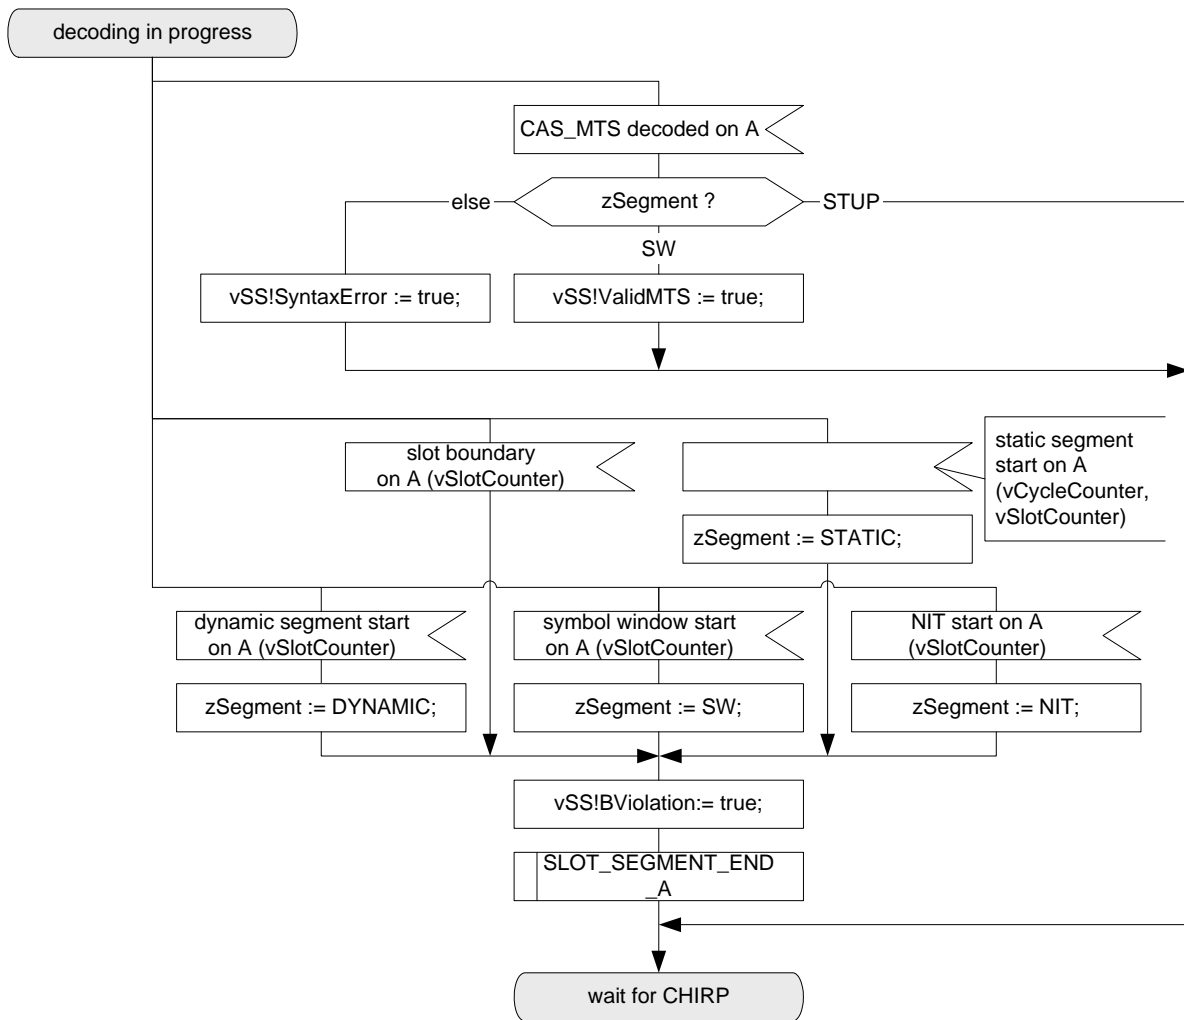 decoding in progress
CAS_MTS decoded on A
else
zSegment ?
STUP
SW
vSS!SyntaxError := true;
vSS!ValidMTS := true;
slot boundary
on A (vSlotCounter)
static segment
start on A
(vCycleCounter,
vSlotCounter)
zSegment := STATIC;
dynamic segment start
on A (vSlotCounter)
symbol window start
on A (vSlotCounter)
NIT start on A
(vSlotCounter)
zSegment := DYNAMIC;
zSegment := SW;
zSegment := NIT;
vSS!BViolation:= true;
SLOT_SEGMENT_END
_A
wait for CHIRP